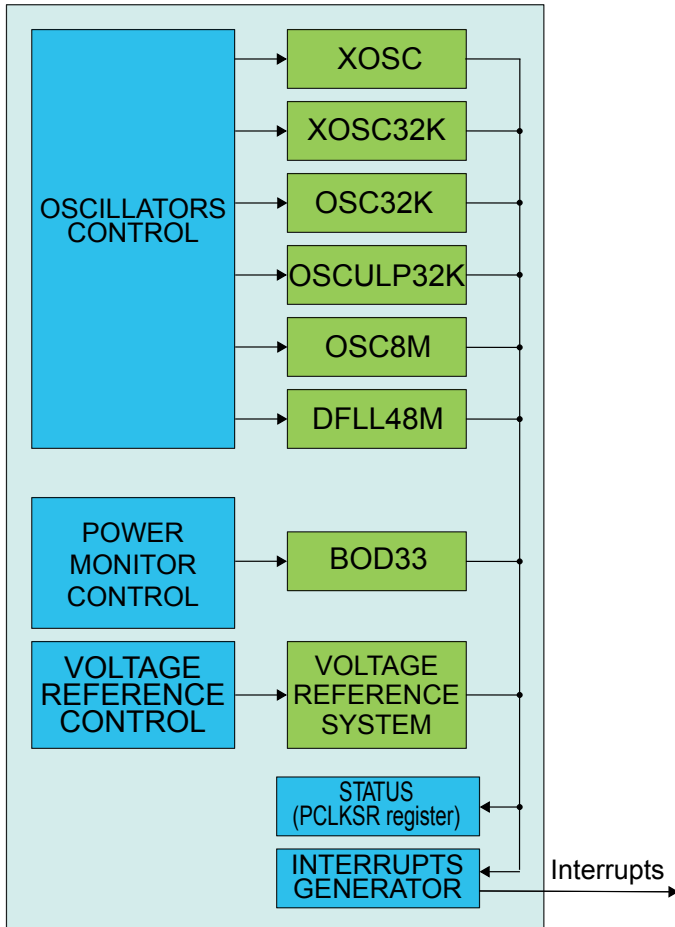 OSCILLATORS
CONTROL
XOSC
XOSC32K
OSC32K
OSCULP32K
OSC8M
DFLL48M
POWER
MONITOR
CONTROL
BOD33
VOLTAGE
REFERENCE
CONTROL
VOLTAGE
REFERENCE
SYSTEM
STATUS
(PCLKSR register)
INTERRUPTS
GENERATOR
Interrupts